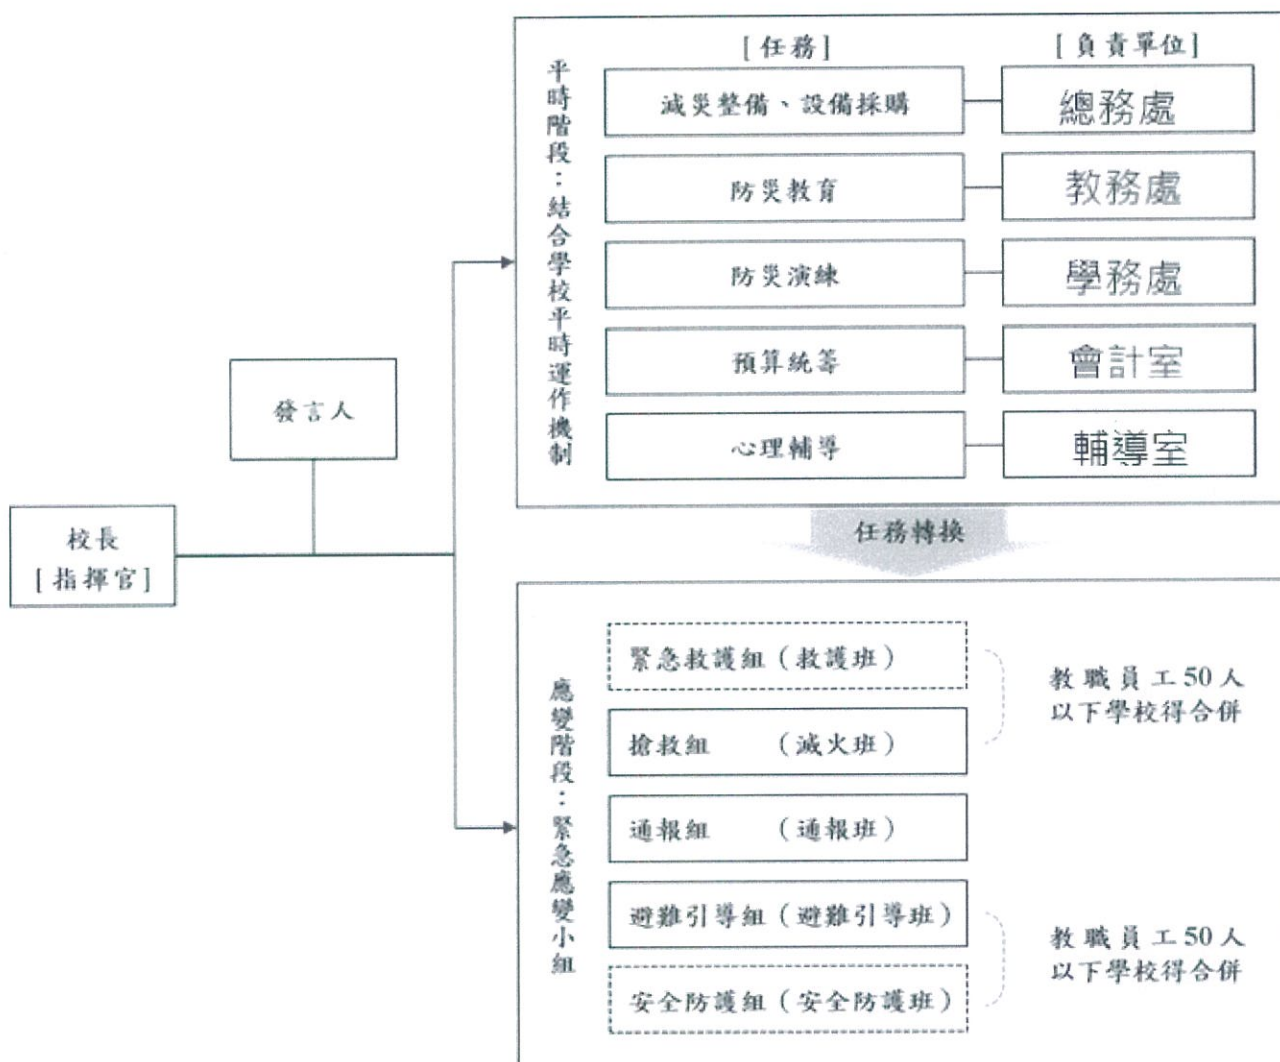 [任務]
[負責單位]
平時階段：結合學校平時運作機制
減災整備、設備採購
總務處
防災教育
教務處
防災演練
學務處
預算統籌
會計室
心理輔導
輔導室
發言人
校長
[指揮官]
任務轉換
應變階段：緊急應變小組
緊急救護組（救護班）
搶救組（滅火班）
教職員工50人
以下學校得合併
通報組（通報班）
避難引導組（避難引導班）
安全防護組（安全防護班）
教職員工50人
以下學校得合併